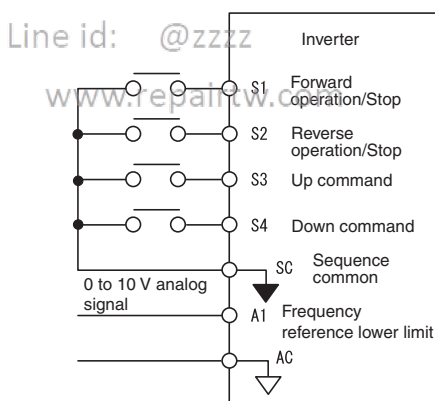 Line id: @zzzz
Inverter
S1 Forward
www.repairtw.com
operation/Stop
S2 Reverse
operation/Stop
S3 Up command
S4 Down command
SC Sequence
common
0 to 10 V analog
signal
A1 Frequency
reference lower limit
AC